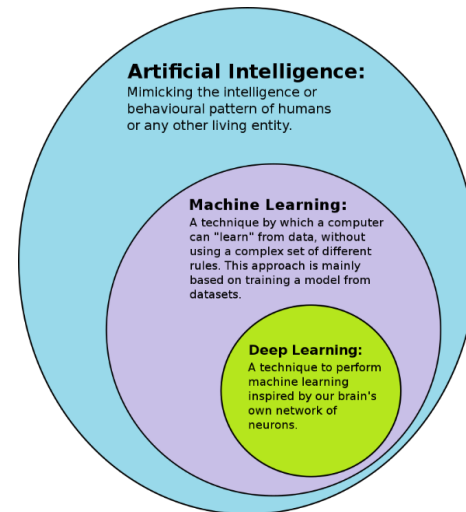 Artificial Intelligence:
Mimicking the intelligence or
behavioural pattern of humans
or any other living entity.
Machine Learning:
A technique by which a computer
can "learn" from data, without
using a complex set of different
rules. This approach is mainly
based on training a model from
datasets.
Deep Learning:
A technique to perform
machine learning
inspired by our brain's
own network of
neurons.